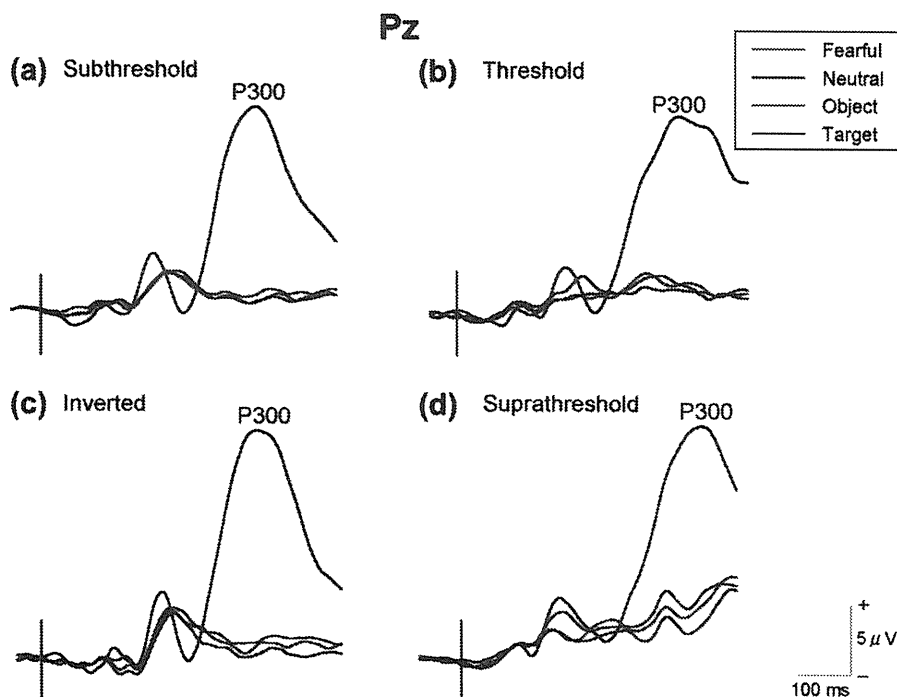 Pz
(a) Subthreshold
P300
(b) Threshold
P300
Fearful
Neutral
Object
Target
(c) Inverted
P300
(d) Suprathreshold
P300
+
5 μV
−
100 ms